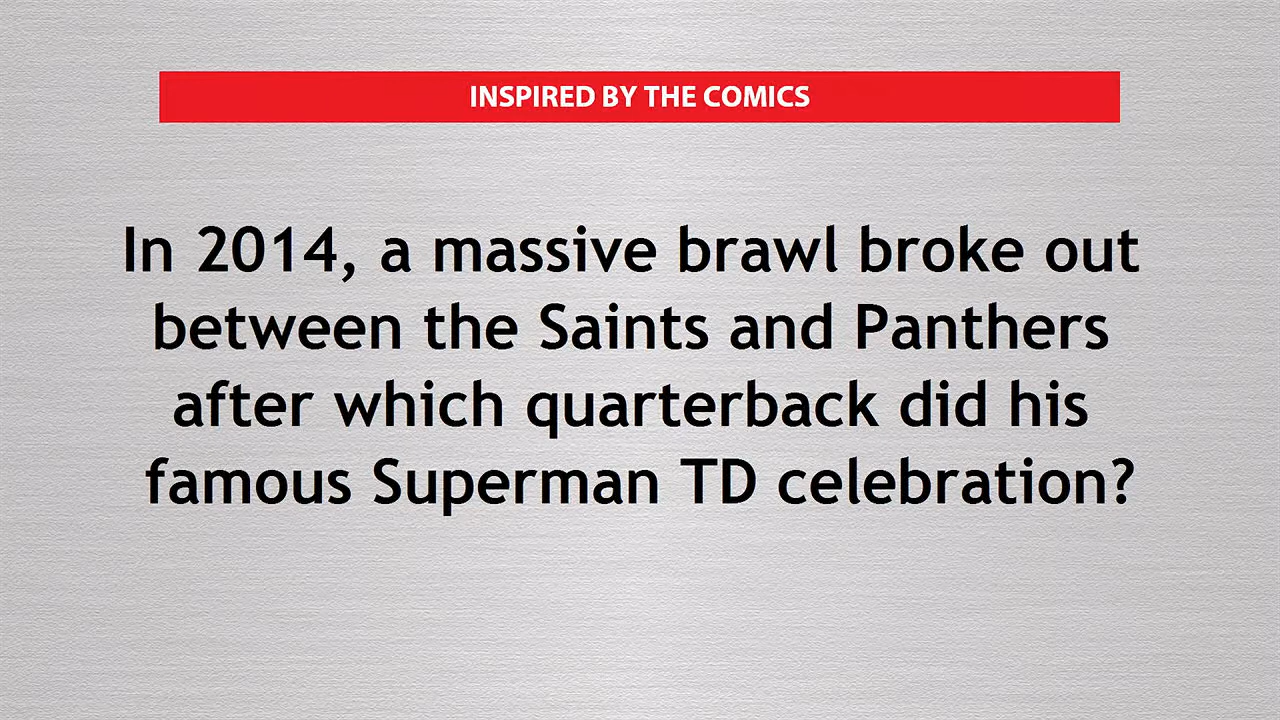 INSPIRED BY THE COMICS
In 2014, a massive brawl broke out
between the Saints and Panthers
after which quarterback did his
famous Superman TD celebration?